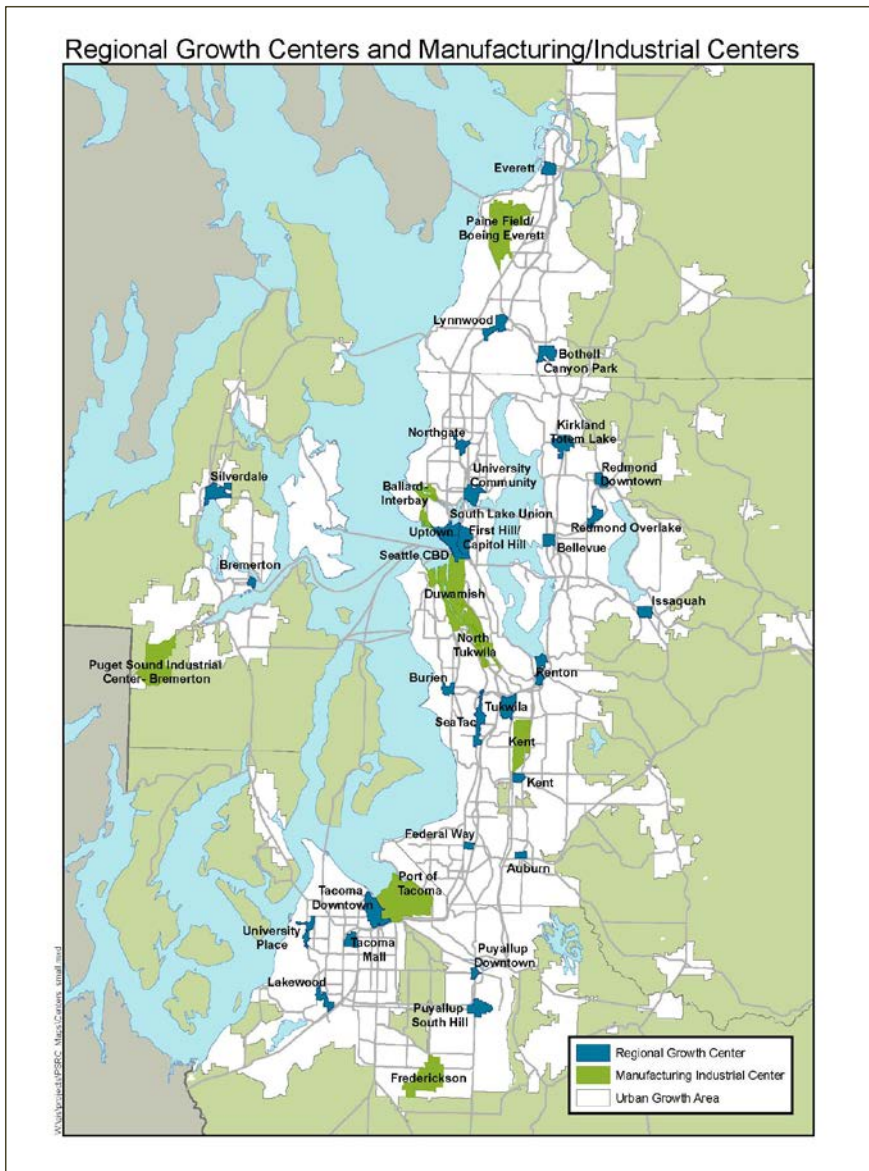 Regional Growth Centers and Manufacturing/Industrial Centers
Everett
Paine Field/
Boeing Everett
Lynnwood
Bothell
Canyon Park
Northgate
Kirkland
Totem Lake
University
Community
Redmond
Downtown
Silverdale
Ballard-
Interbay
South Lake Union
Uptown
First Hill/
Capitol Hill
Redmond Overlake
Bellevue
Seattle CBD
Bremerton
Duwamish
Issaquah
North
Tukwila
Puget Sound Industrial
Center- Bremerton
Burien
Renton
Tukwila
SeaTac
Kent
Kent
Federal Way
Auburn
Port of
Tacoma
Tacoma
Downtown
University
Place
Tacoma
Mall
Puyallup
Downtown
Lakewood
Puyallup
South Hill
Frederickson
Regional Growth Center
Manufacturing Industrial Center
Urban Growth Area